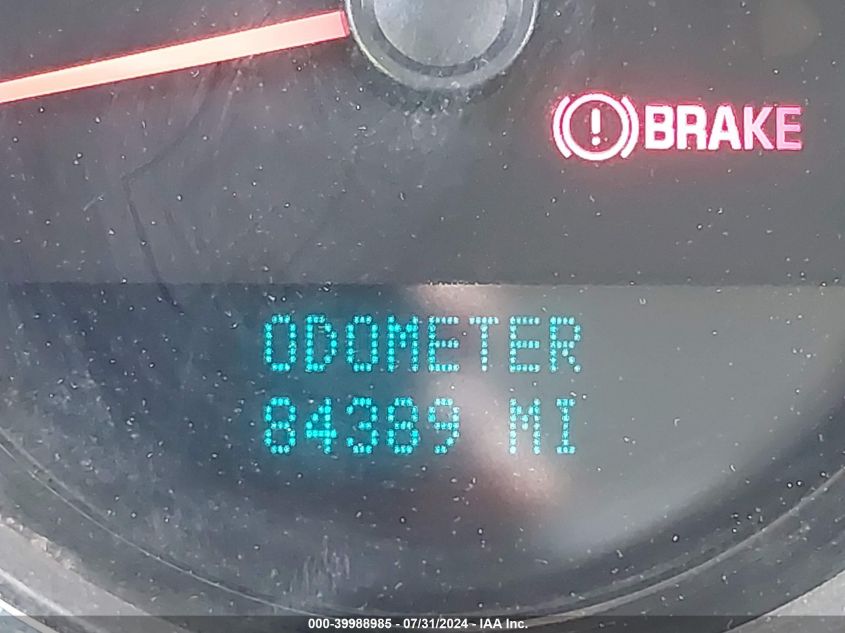 BRAKE
ODOMETER
84389 MI
000-39988985 - 07/31/2024 - IAA Inc.